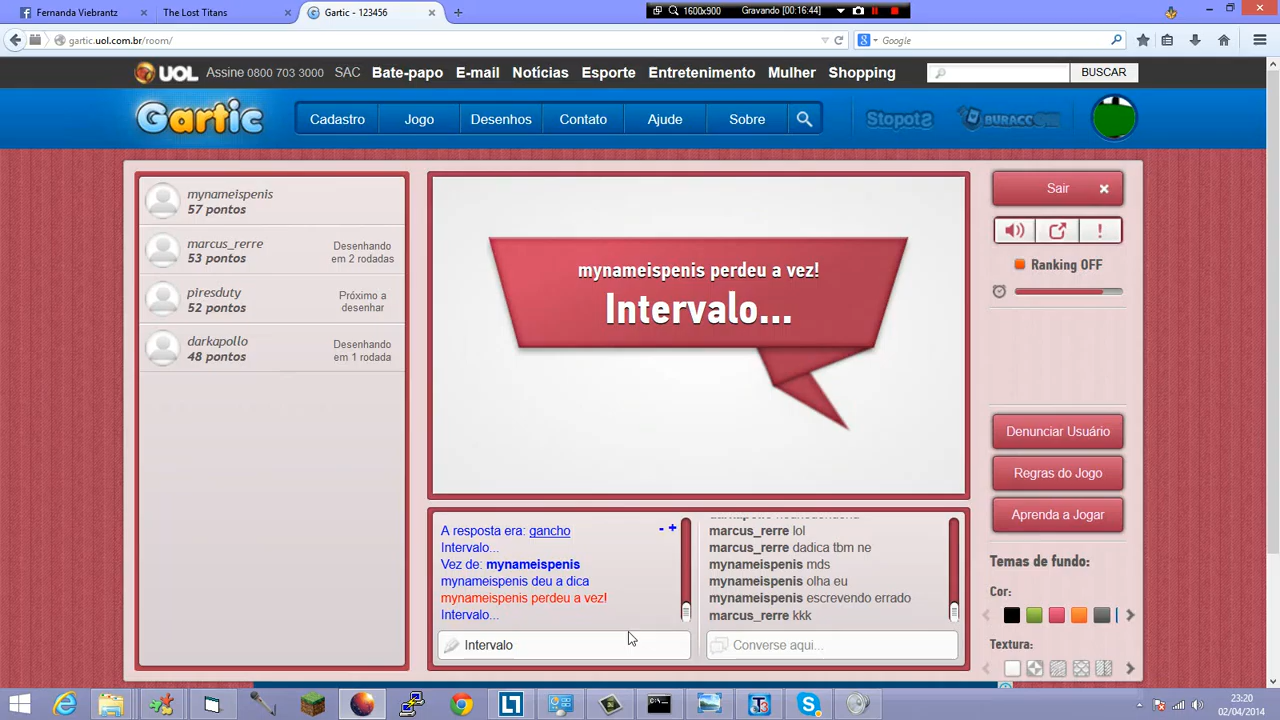 Fernanda Viebrantz
The Lost Titans
Gartic - 123456
1600x900
Gravando [00:16:44]
gartic.uol.com.br/room/
Google
UOL
Assine 0800 703 3000
SAC
Bate-papo
E-mail
Notícias
Esporte
Entretenimento
Mulher
Shopping
BUSCAR
Gartic
Cadastro
Jogo
Desenhos
Contato
Ajude
Sobre
StopotS
mynameispenis
57 pontos
marcus_rerre
53 pontos
Desenhando
em 2 rodadas
piresduty
52 pontos
Próximo a
desenhar
darkapollo
48 pontos
Desenhando
em 1 rodada
mynameispenis perdeu a vez!
Intervalo...
Sair
Ranking OFF
Denunciar Usuário
Regras do Jogo
Aprenda a Jogar
Temas de fundo:
Cor:
Textura:
A resposta era: gancho
- +
Intervalo...
Vez de: mynameispenis
mynameispenis deu a dica
mynameispenis perdeu a vez!
Intervalo...
Intervalo
marcus_rerre lol
marcus_rerre dadica tbm ne
mynameispenis mds
mynameispenis olha eu
mynameispenis escrevendo errado
marcus_rerre kkk
Converse aqui...
23:20
02/04/2014